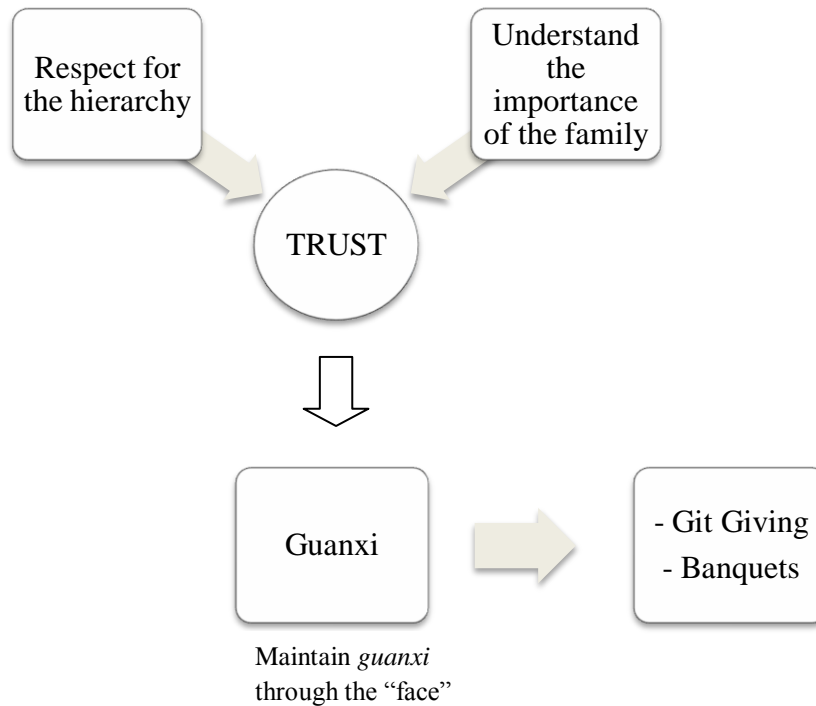 Respect for
the hierarchy
Understand
the
importance
of the family
TRUST
Guanxi
- Git Giving
- Banquets
Maintain guanxi
through the “face”